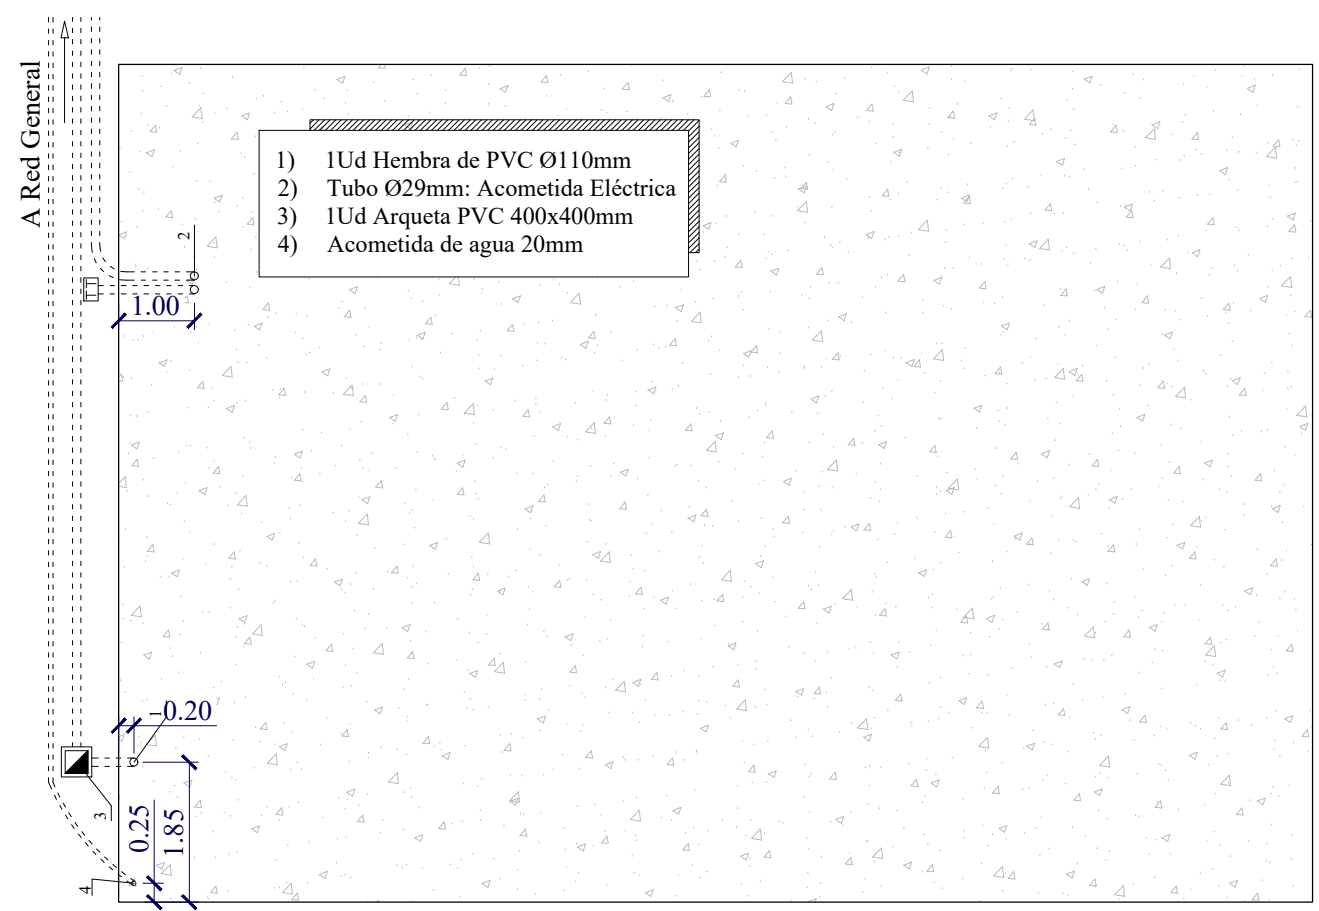 A Red General
1) 1Ud Hembra de PVC Ø110mm
2) Tubo Ø29mm: Acometida Eléctrica
3) 1Ud Arqueta PVC 400x400mm
4) Acometida de agua 20mm
2
1.00
1
0.20
3
0.25
1.85
4